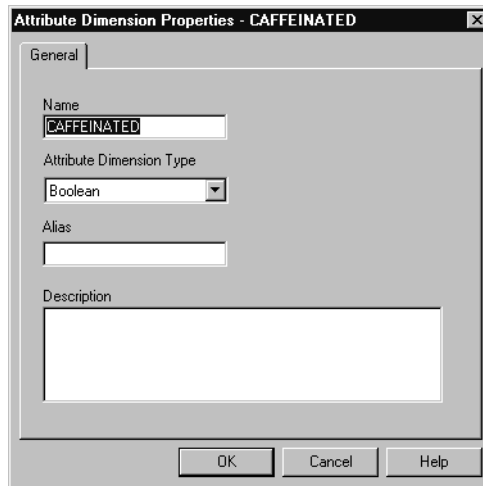 Attribute Dimension Properties - CAFFEINATED
General
Name
CAFFEINATED
Attribute Dimension Type
Boolean
Alias
Description
OK Cancel Help